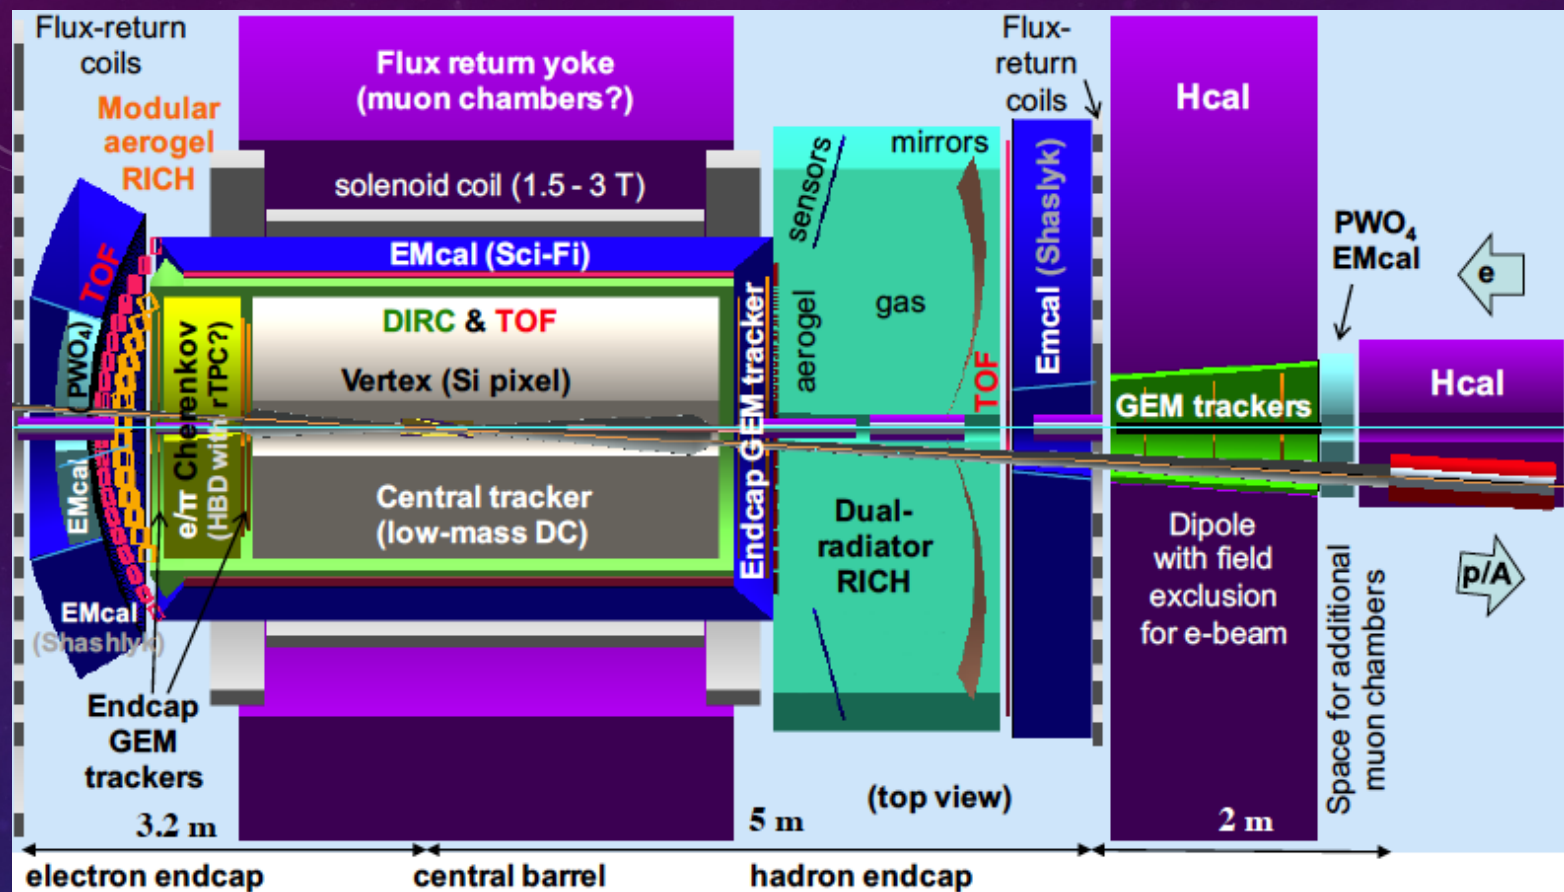 Flux-return
coils
Modular
aerogel
RICH
Flux return yoke
(muon chambers?)
solenoid coil (1.5 - 3 T)
EMcal (Sci-Fi)
TOF
(PWO₄)
EMcal
EMcal
(Shashlyk)
e/π Cherenkov
(HBD with rTPC?)
DIRC & TOF
Vertex (Si pixel)
Central tracker
(low-mass DC)
Endcap
GEM
trackers
Endcap GEM tracker
sensors
mirrors
aerogel
gas
Dual-
radiator
RICH
TOF
Emcal (Shaslyk)
Flux-
return
coils
Hcal
GEM trackers
Dipole
with field
exclusion
for e-beam
PWO₄
EMcal
e
Hcal
p/A
Space for additional
muon chambers
(top view)
3.2 m
5 m
2 m
electron endcap
central barrel
hadron endcap